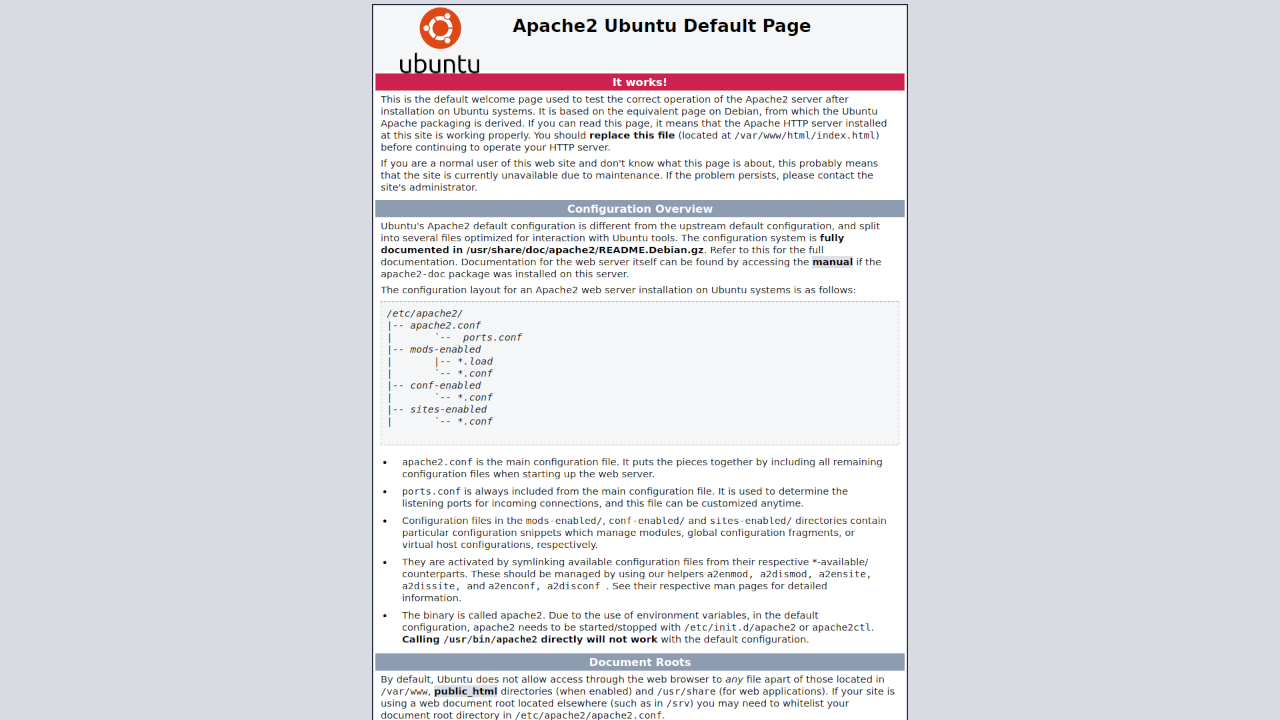 ubuntu
Apache2 Ubuntu Default Page
It works!
This is the default welcome page used to test the correct operation of the Apache2 server after
installation on Ubuntu systems. It is based on the equivalent page on Debian, from which the Ubuntu
Apache packaging is derived. If you can read this page, it means that the Apache HTTP server installed
at this site is working properly. You should replace this file (located at /var/www/html/index.html)
before continuing to operate your HTTP server.
If you are a normal user of this web site and don't know what this page is about, this probably means
that the site is currently unavailable due to maintenance. If the problem persists, please contact the
site's administrator.
Configuration Overview
Ubuntu's Apache2 default configuration is different from the upstream default configuration, and split
into several files optimized for interaction with Ubuntu tools. The configuration system is fully
documented in /usr/share/doc/apache2/README.Debian.gz. Refer to this for the full
documentation. Documentation for the web server itself can be found by accessing the manual if the
apache2-doc package was installed on this server.
The configuration layout for an Apache2 web server installation on Ubuntu systems is as follows:
/etc/apache2/
|-- apache2.conf
|       `--  ports.conf
|-- mods-enabled
|       |-- *.load
|       `-- *.conf
|-- conf-enabled
|       `-- *.conf
|-- sites-enabled
|       `-- *.conf
• apache2.conf is the main configuration file. It puts the pieces together by including all remaining
configuration files when starting up the web server.
• ports.conf is always included from the main configuration file. It is used to determine the
listening ports for incoming connections, and this file can be customized anytime.
• Configuration files in the mods-enabled/, conf-enabled/ and sites-enabled/ directories contain
particular configuration snippets which manage modules, global configuration fragments, or
virtual host configurations, respectively.
• They are activated by symlinking available configuration files from their respective *-available/
counterparts. These should be managed by using our helpers a2enmod, a2dismod, a2ensite,
a2dissite, and a2enconf, a2disconf . See their respective man pages for detailed
information.
• The binary is called apache2. Due to the use of environment variables, in the default
configuration, apache2 needs to be started/stopped with /etc/init.d/apache2 or apache2ctl.
Calling /usr/bin/apache2 directly will not work with the default configuration.
Document Roots
By default, Ubuntu does not allow access through the web browser to any file apart of those located in
/var/www, public_html directories (when enabled) and /usr/share (for web applications). If your site is
using a web document root located elsewhere (such as in /srv) you may need to whitelist your
document root directory in /etc/apache2/apache2.conf.